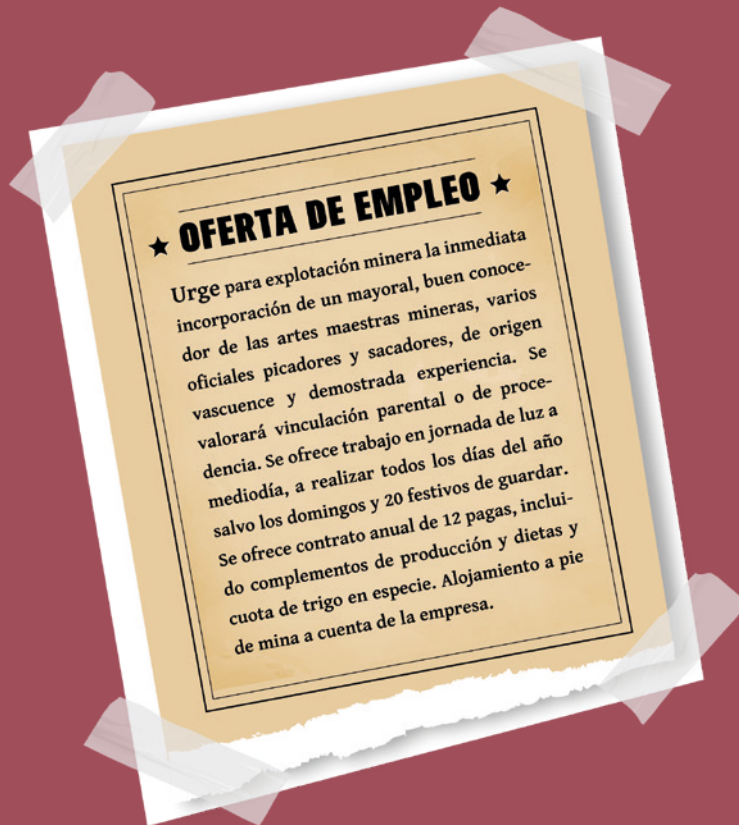 ★ OFERTA DE EMPLEO ★
Urge para explotación minera la inmediata
incorporación de un mayoral, buen conoce-
dor de las artes maestras mineras, varios
oficiales picadores y sacadores, de origen
vascuence y demostrada experiencia. Se
valorará vinculación parental o de proce-
dencia. Se ofrece trabajo en jornada de luz a
mediodía, a realizar todos los días del año
salvo los domingos y 20 festivos de guardar.
Se ofrece contrato anual de 12 pagas, inclui-
do complementos de producción y dietas y
cuota de trigo en especie. Alojamiento a pie
de mina a cuenta de la empresa.